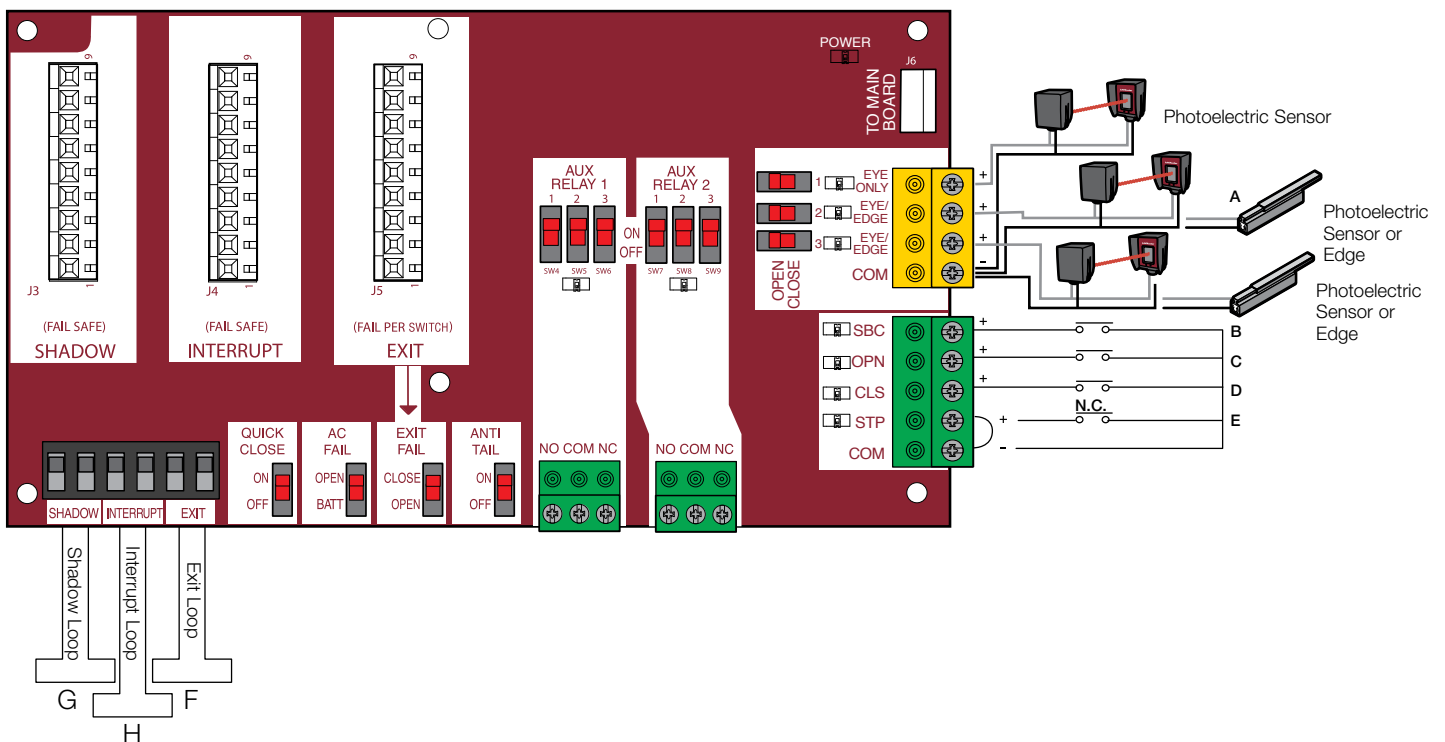 POWER
J6
TO MAIN
BOARD
9
9
9
1
1
1
J3
J4
J5
(FAIL SAFE)
SHADOW
(FAIL SAFE)
INTERRUPT
(FAIL PER SWITCH)
EXIT
AUX
RELAY 1
1 2 3
SW4 SW5 SW6
ON
OFF
AUX
RELAY 2
1 2 3
SW7 SW8 SW9
1
EYE
ONLY
2
EYE/
EDGE
3
EYE/
EDGE
COM
OPEN
CLOSE
+
+
+
-
Photoelectric Sensor
A
Photoelectric
Sensor or
Edge
Photoelectric
Sensor or
Edge
SBC
OPN
CLS
STP
COM
+
+
+
+
-
N.C.
B
C
D
E
QUICK
CLOSE
ON
OFF
AC
FAIL
OPEN
BATT
EXIT
FAIL
CLOSE
OPEN
ANTI
TAIL
ON
OFF
NO COM NC
NO COM NC
SHADOW
INTERRUPT
EXIT
Shadow Loop
Interrupt Loop
Exit Loop
G
H
F